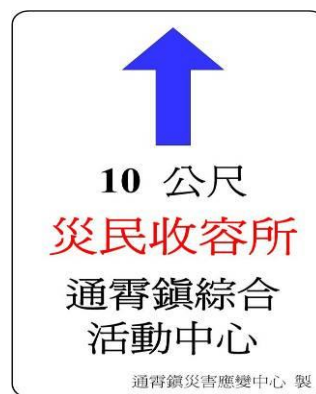 10 公尺
災民收容所
通霄鎮綜合
活動中心
通霄鎮災害應變中心 製